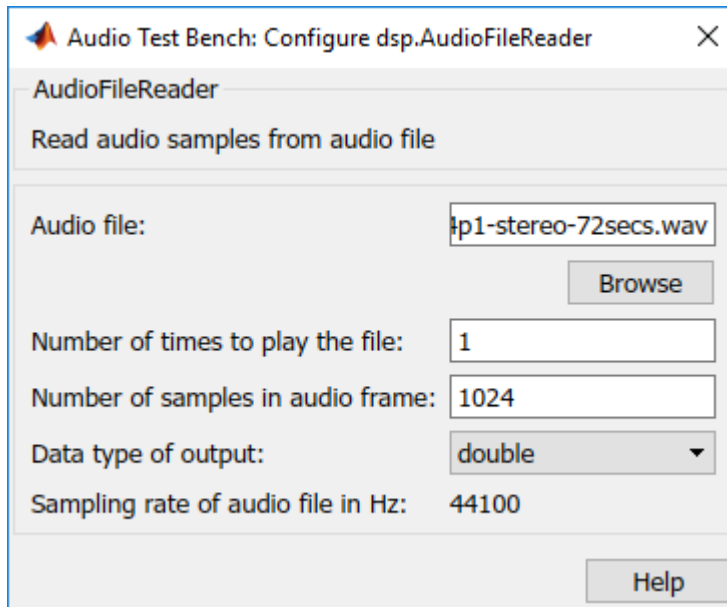 Audio Test Bench: Configure dsp.AudioFileReader
AudioFileReader
Read audio samples from audio file
Audio file: 4p1-stereo-72secs.wav
Browse
Number of times to play the file: 1
Number of samples in audio frame: 1024
Data type of output: double
Sampling rate of audio file in Hz: 44100
Help